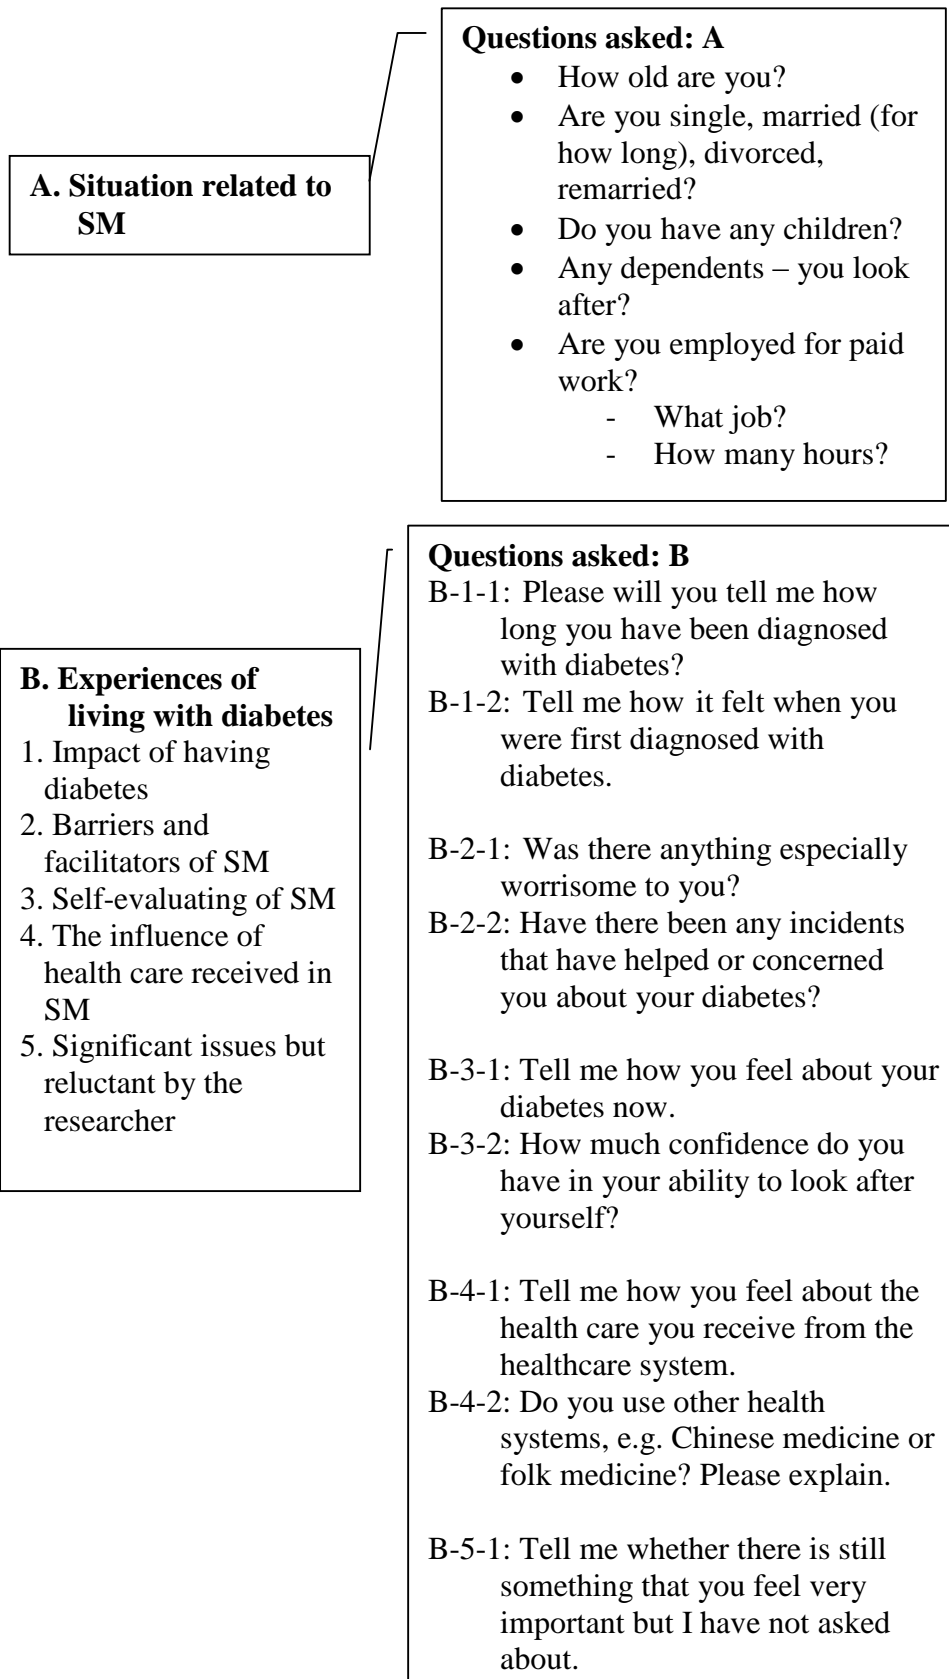 Questions asked: A
• How old are you?
• Are you single, married (for
how long), divorced,
remarried?
• Do you have any children?
• Any dependents – you look
after?
• Are you employed for paid
work?
- What job?
- How many hours?
A. Situation related to
SM
Questions asked: B
B-1-1: Please will you tell me how
long you have been diagnosed
with diabetes?
B-1-2: Tell me how it felt when you
were first diagnosed with
diabetes.
B-2-1: Was there anything especially
worrisome to you?
B-2-2: Have there been any incidents
that have helped or concerned
you about your diabetes?
B-3-1: Tell me how you feel about your
diabetes now.
B-3-2: How much confidence do you
have in your ability to look after
yourself?
B-4-1: Tell me how you feel about the
health care you receive from the
healthcare system.
B-4-2: Do you use other health
systems, e.g. Chinese medicine or
folk medicine? Please explain.
B-5-1: Tell me whether there is still
something that you feel very
important but I have not asked
about.
B. Experiences of
living with diabetes
1. Impact of having
diabetes
2. Barriers and
facilitators of SM
3. Self-evaluating of SM
4. The influence of
health care received in
SM
5. Significant issues but
reluctant by the
researcher